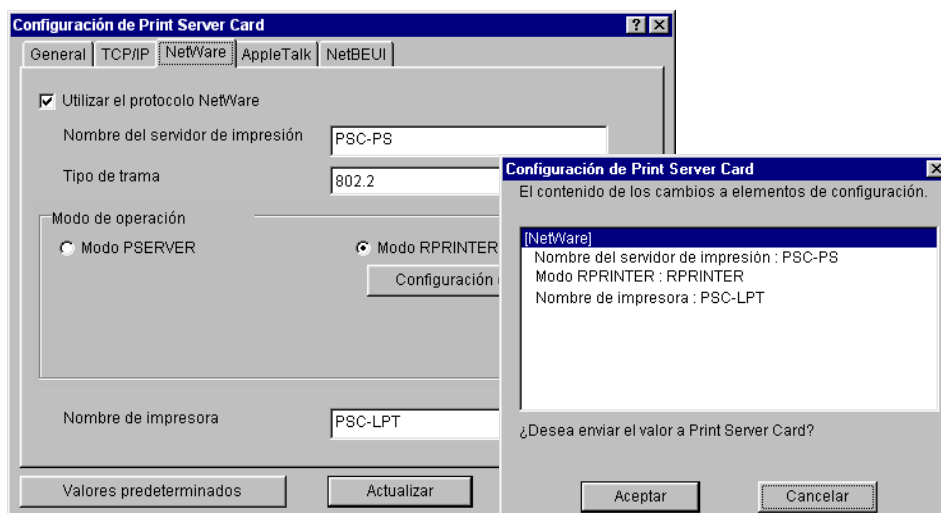 Configuración de Print Server Card
General
TCP/IP
NetWare
AppleTalk
NetBEUI
Utilizar el protocolo NetWare
Nombre del servidor de impresión
PSC-PS
Tipo de trama
802.2
Modo de operación
Modo PSERVER
Modo RPRINTER
Configuración
Nombre de impresora
PSC-LPT
Valores predeterminados
Actualizar
Configuración de Print Server Card
El contenido de los cambios a elementos de configuración.
[NetWare]
Nombre del servidor de impresión : PSC-PS
Modo RPRINTER : RPRINTER
Nombre de impresora : PSC-LPT
¿Desea enviar el valor a Print Server Card?
Aceptar
Cancelar